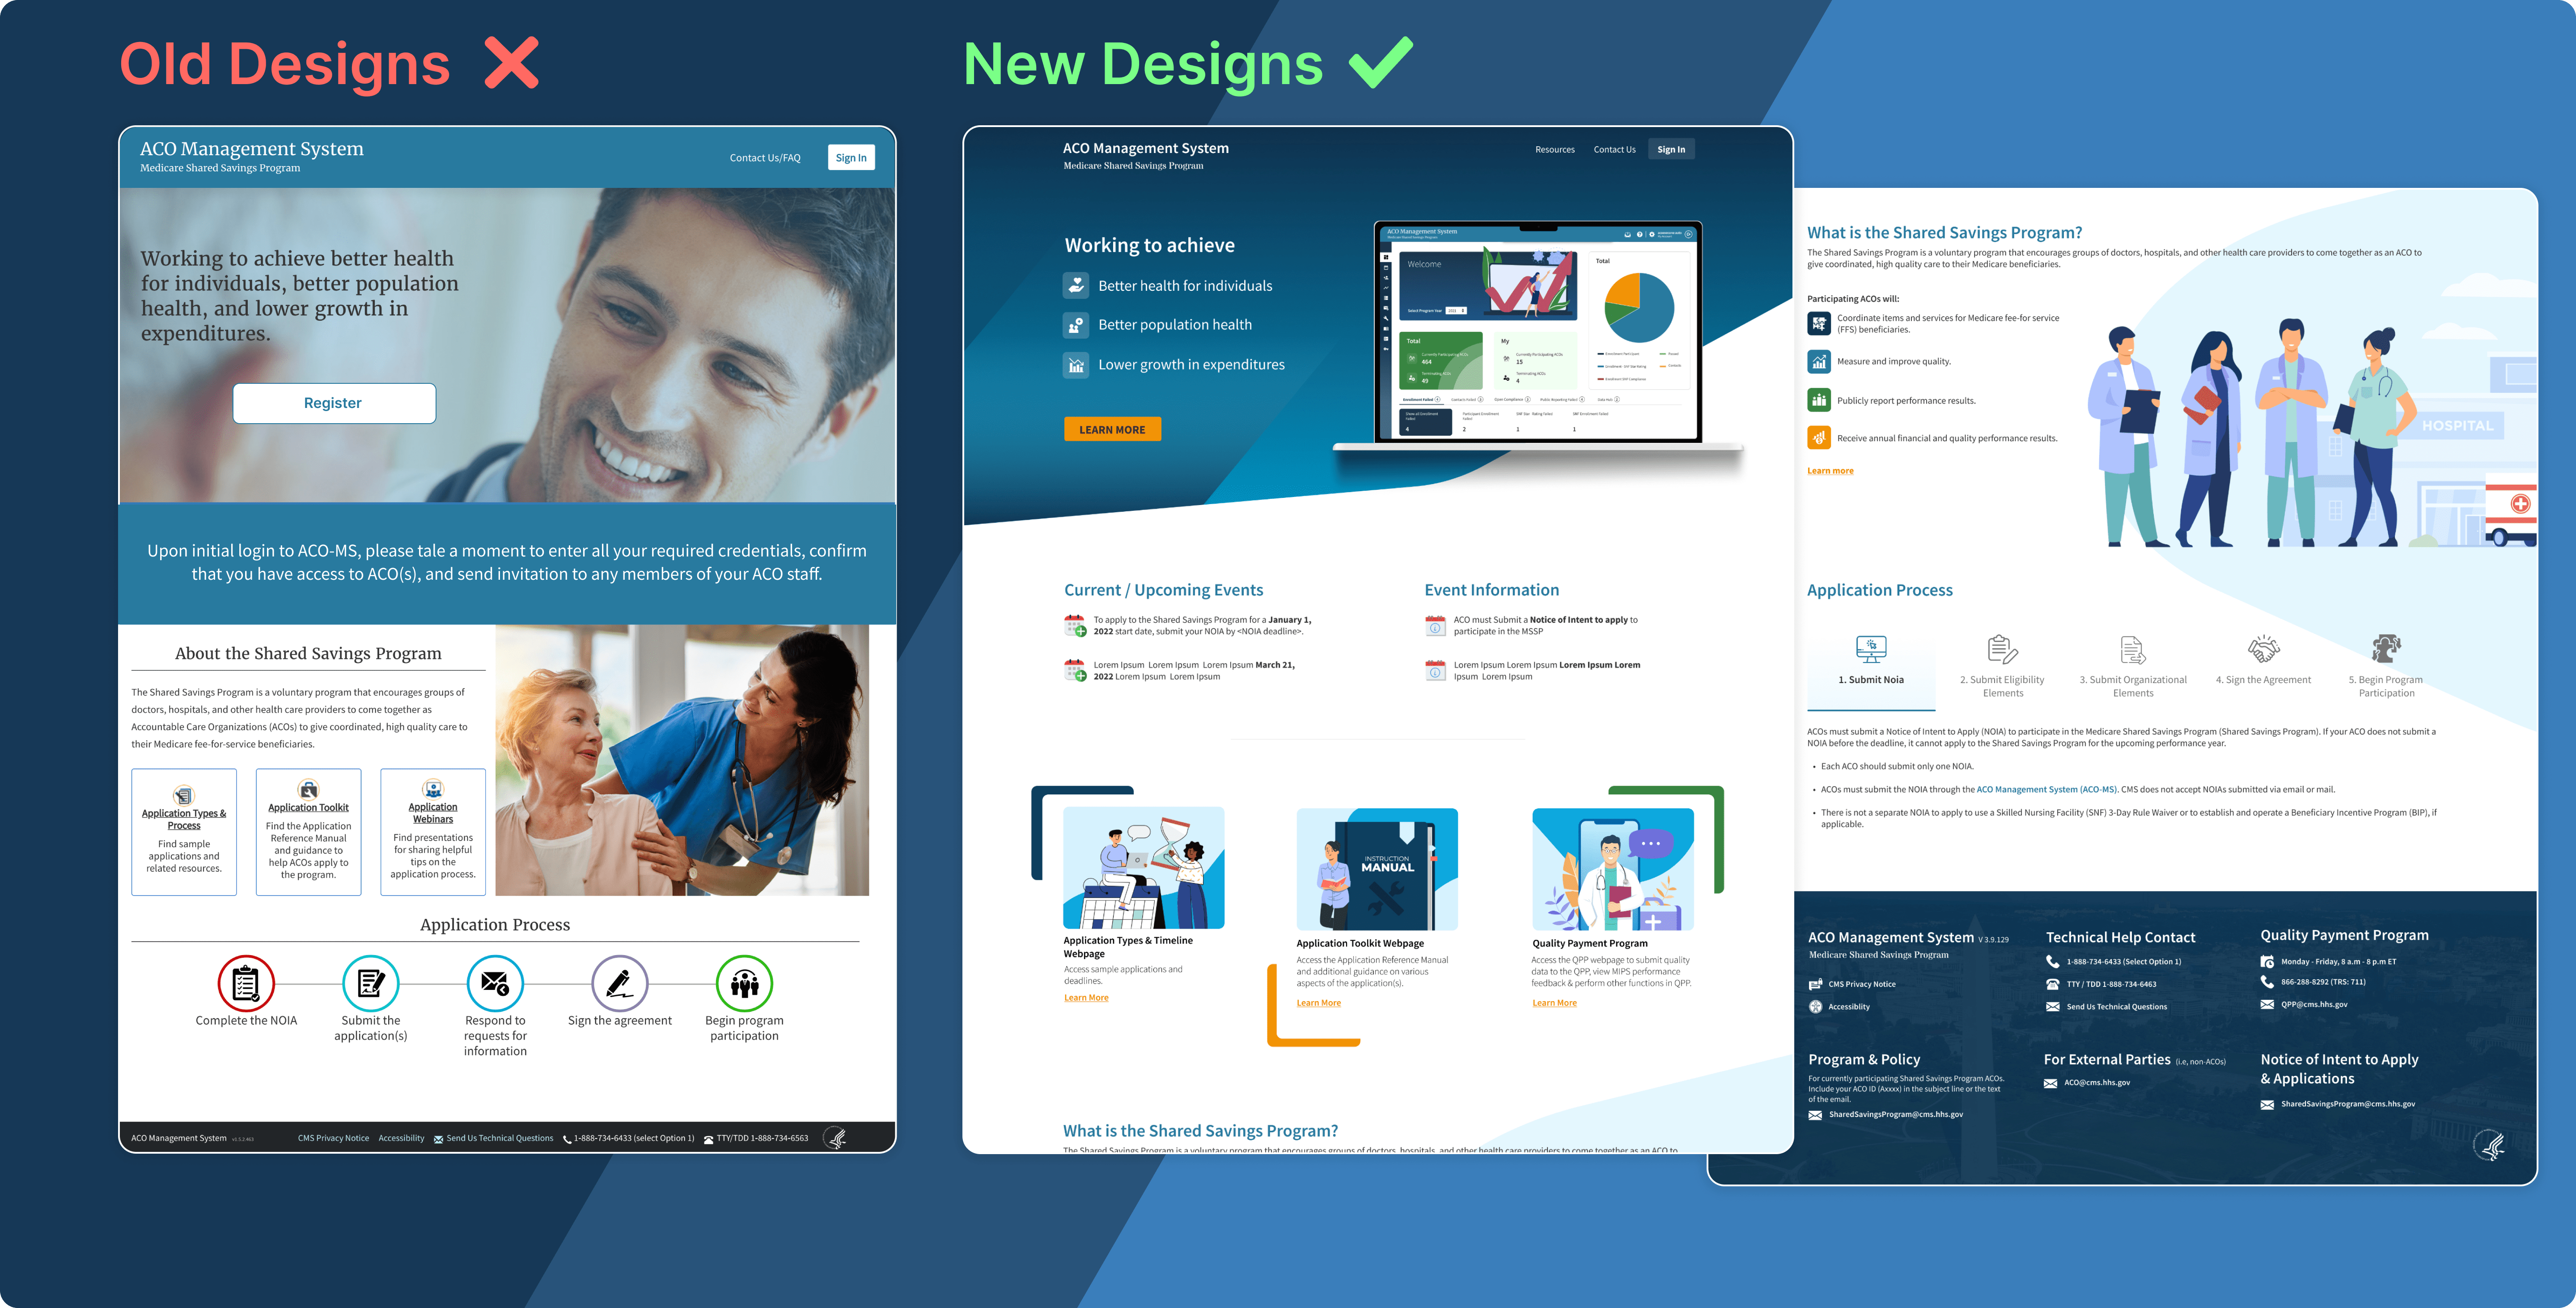 Old Designs
New Designs
ACO Management System
Medicare Shared Savings Program
Contact Us/FAQ
Sign In
Working to achieve better health
for individuals, better population
health, and lower growth in
expenditures.
Register
Upon initial login to ACO-MS, please tale a moment to enter all your required credentials, confirm
that you have access to ACO(s), and send invitation to any members of your ACO staff.
About the Shared Savings Program
The Shared Savings Program is a voluntary program that encourages groups of
doctors, hospitals, and other health care providers to come together as
Accountable Care Organizations (ACOs) to give coordinated, high quality care to
their Medicare fee-for-service beneficiaries.
Application Types &
Process
Find sample
applications and
related resources.
Application Toolkit
Find the Application
Reference Manual
and guidance to
help ACOs apply to
the program.
Application
Webinars
Find presentations
for sharing helpful
tips on the
application process.
Application Process
Complete the NOIA
Submit the
application(s)
Respond to
requests for
information
Sign the agreement
Begin program
participation
ACO Management System
CMS Privacy Notice
Accessibility
Send Us Technical Questions
1-888-734-6433 (select Option 1)
TTY/TDD 1-888-734-6563
ACO Management System
Medicare Shared Savings Program
Resources
Contact Us
Sign In
Working to achieve
Better health for individuals
Better population health
Lower growth in expenditures
LEARN MORE
ACO Management System
Welcome
Select Program Year
Total
Total
Currently Participating ACOs
464
Terminating ACOs
49
My
Currently Participating ACOs
15
Terminating ACOs
4
4
2
1
1
Current / Upcoming Events
To apply to the Shared Savings Program for a January 1,
2022 start date, submit your NOIA by <NOIA deadline>.
Lorem Ipsum Lorem Ipsum Lorem Ipsum March 21,
2022 Lorem Ipsum Lorem Ipsum
Event Information
ACO must Submit a Notice of Intent to apply to
participate in the MSSP
Lorem Ipsum Lorem Ipsum Lorem Ipsum Lorem
Ipsum Lorem Ipsum
Application Types & Timeline
Webpage
Access sample applications and
deadlines.
Learn More
INSTRUCTION
MANUAL
Application Toolkit Webpage
Access the Application Reference Manual
and additional guidance on various
aspects of the application(s).
Learn More
Quality Payment Program
Access the QPP webpage to submit quality
data to the QPP, view MIPS performance
feedback & perform other functions in QPP.
Learn More
What is the Shared Savings Program?
The Shared Savings Program is a voluntary program that encourages groups of doctors, hospitals, and other health care providers to come together as an ACO to
What is the Shared Savings Program?
The Shared Savings Program is a voluntary program that encourages groups of doctors, hospitals, and other health care providers to come together as an ACO to
give coordinated, high quality care to their Medicare beneficiaries.
Participating ACOs will:
Coordinate items and services for Medicare fee-for service
(FFS) beneficiaries.
Measure and improve quality.
Publicly report performance results.
Receive annual financial and quality performance results.
Learn more
HOSPITAL
Application Process
1. Submit Noia
2. Submit Eligibility
Elements
3. Submit Organizational
Elements
4. Sign the Agreement
5. Begin Program
Participation
ACOs must submit a Notice of Intent to Apply (NOIA) to participate in the Medicare Shared Savings Program (Shared Savings Program). If your ACO does not submit a
NOIA before the deadline, it cannot apply to the Shared Savings Program for the upcoming performance year.
• Each ACO should submit only one NOIA.
• ACOs must submit the NOIA through the ACO Management System (ACO-MS). CMS does not accept NOIAs submitted via email or mail.
• There is not a separate NOIA to apply to use a Skilled Nursing Facility (SNF) 3-Day Rule Waiver or to establish and operate a Beneficiary Incentive Program (BIP), if
applicable.
ACO Management System V 3.9.129
Medicare Shared Savings Program
CMS Privacy Notice
Accessiblity
Technical Help Contact
1-888-734-6433 (Select Option 1)
TTY / TDD 1-888-734-6463
Send Us Technical Questions
Quality Payment Program
Monday - Friday, 8 a.m - 8 p.m ET
866-288-8292 (TRS: 711)
QPP@cms.hhs.gov
Program & Policy
For currently participating Shared Savings Program ACOs.
Include your ACO ID (Axxxx) in the subject line or the text
of the email.
SharedSavingsProgram@cms.hhs.gov
For External Parties (i.e, non-ACOs)
ACO@cms.hhs.gov
Notice of Intent to Apply
& Applications
SharedSavingsProgram@cms.hhs.gov